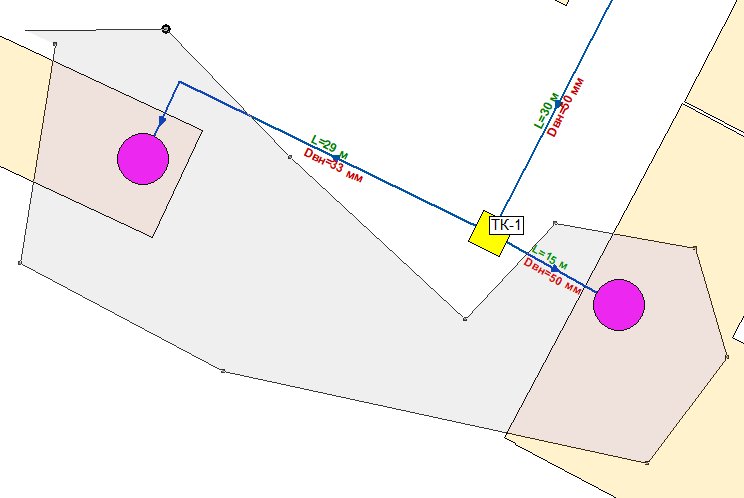 L=30 м
Dвн=50 мм
L=29 м
Dвн=33 мм
ТК-1
L=15 м
Dвн=50 мм